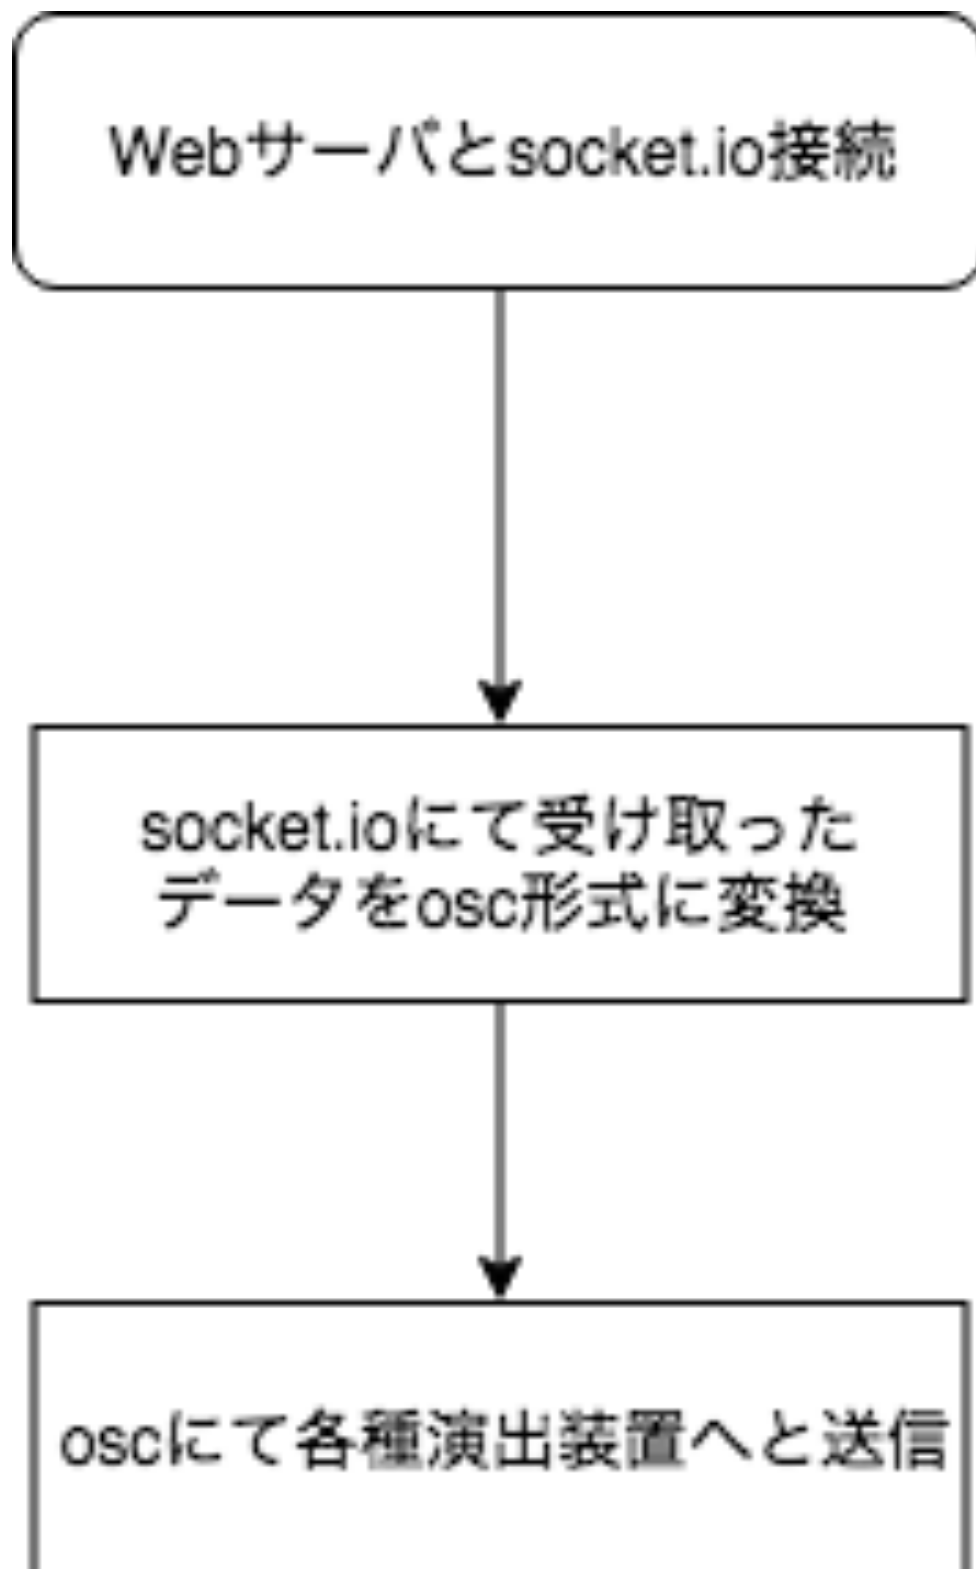 Webサーバとsocket.io接続
socket.ioにて受け取った
データをosc形式に変換
oscにて各種演出装置へと送信